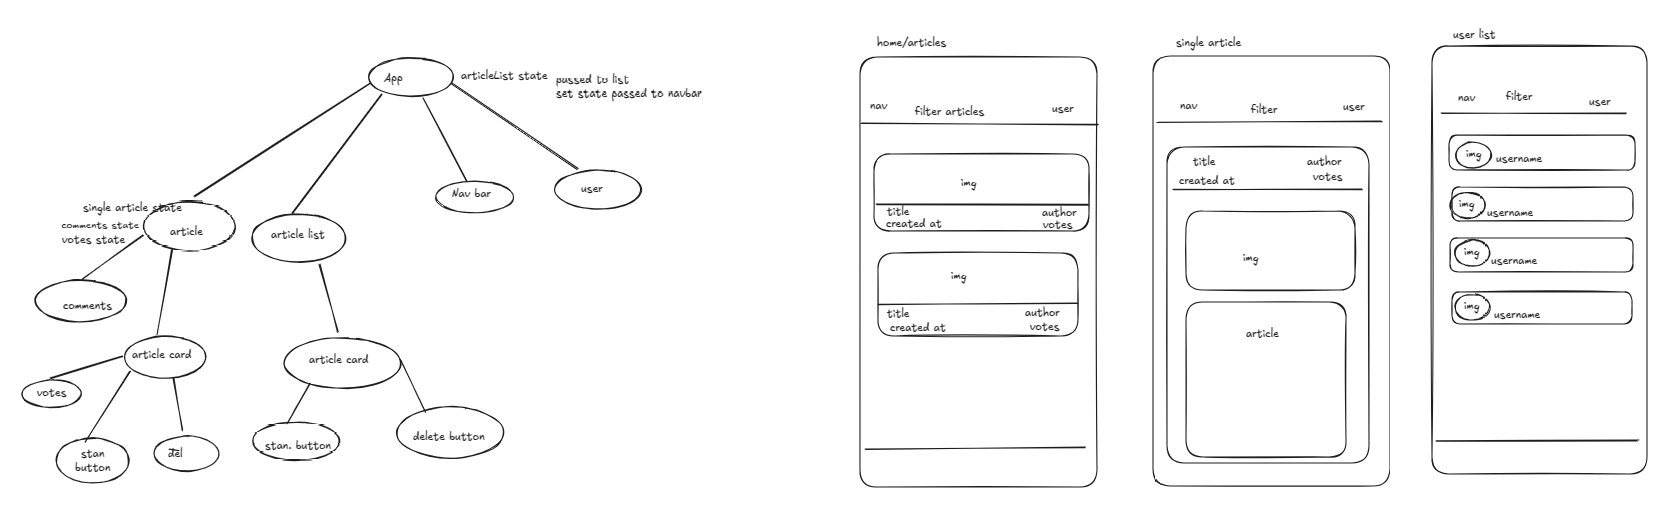 App
articleList state
passed to list
set state passed to navbar
single article state
comments state
votes state
article
article list
Nav bar
user
comments
article card
article card
votes
stan
button
del
stan. button
delete button
home/articles
nav
filter articles
user
img
title
author
created at
votes
img
title
author
created at
votes
single article
nav
filter
user
title
author
created at
votes
img
article
user list
nav
filter
user
img
username
img
username
img
username
img
username